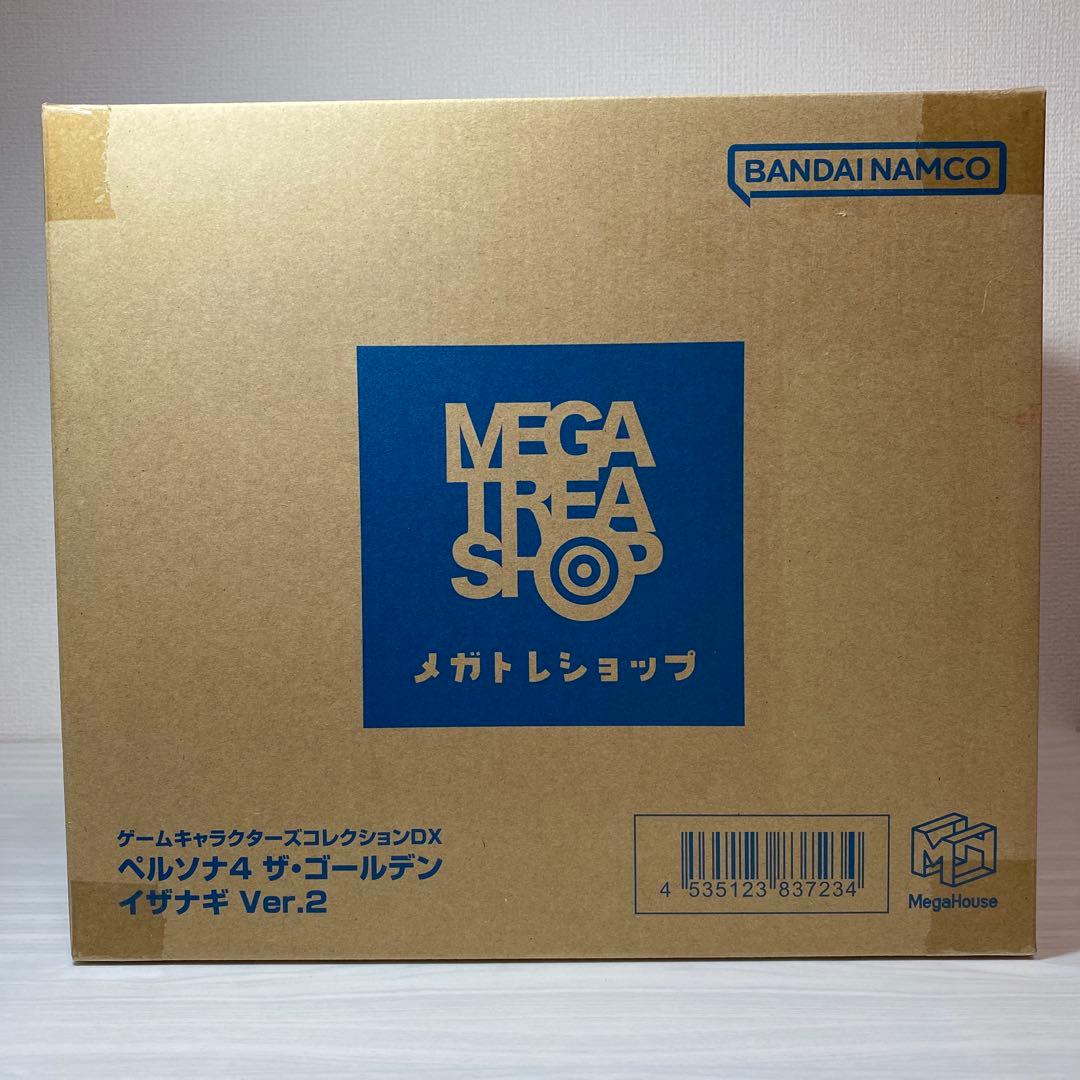 BANDAI NAMCO
MEGA
TREA
SHOP
メガトレショップ
ゲームキャラクターズコレクションDX
ペルソナ4 ザ・ゴールデン
イザナギ Ver.2
4 535123 837234
MegaHouse